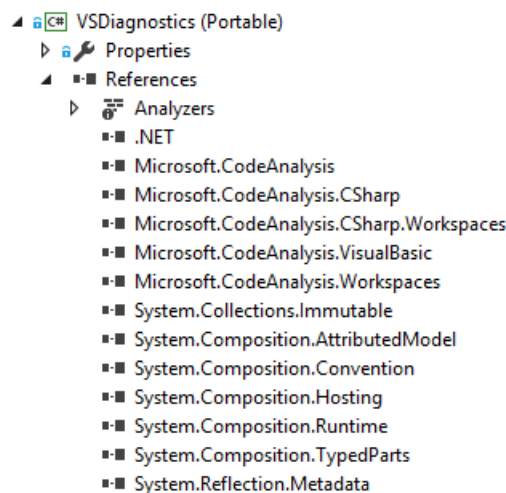 C# VSDiagnostics (Portable)
Properties
References
Analyzers
.NET
Microsoft.CodeAnalysis
Microsoft.CodeAnalysis.CSharp
Microsoft.CodeAnalysis.CSharp.Workspaces
Microsoft.CodeAnalysis.VisualBasic
Microsoft.CodeAnalysis.Workspaces
System.Collections.Immutable
System.Composition.AttributedModel
System.Composition.Convention
System.Composition.Hosting
System.Composition.Runtime
System.Composition.TypedParts
System.Reflection.Metadata